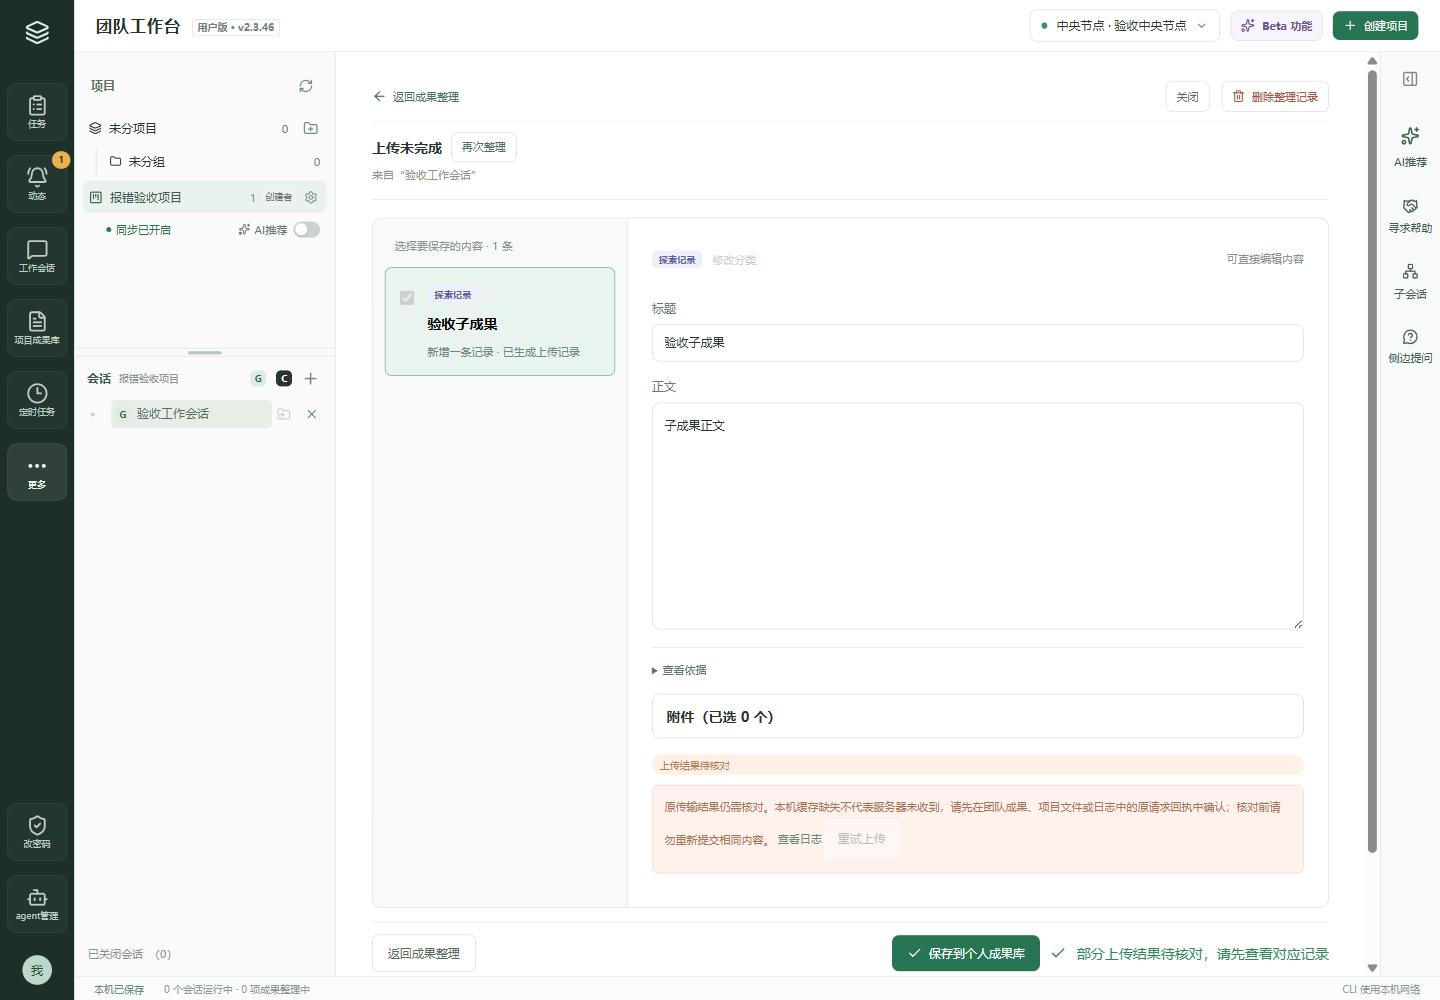 团队工作台
用户版 • v2.3.46
中央节点 · 验收中央节点
Beta 功能
创建项目
任务
1
动态
工作会话
项目成果库
定时任务
更多
改密码
agent管理
我
项目
未分项目 0
未分组 0
报错验收项目 1 创建者
同步已开启 AI推荐
会话 报错验收项目 G C
G 验收工作会话
已关闭会话 （0）
返回成果整理
关闭
删除整理记录
上传未完成
再次整理
来自“验收工作会话”
选择要保存的内容 · 1 条
探索记录
验收子成果
新增一条记录 · 已生成上传记录
探索记录
修改分类
可直接编辑内容
标题
验收子成果
正文
子成果正文
查看依据
附件（已选 0 个）
上传结果待核对
原传输结果仍需核对。本机缓存缺失不代表服务器未收到，请先在团队成果、项目文件或日志中的原请求回执中确认；核对前请
勿重新提交相同内容。 查看日志 重试上传
返回成果整理
保存到个人成果库
部分上传结果待核对，请先查看对应记录
AI推荐
寻求帮助
子会话
侧边提问
本机已保存
0 个会话运行中 · 0 项成果整理中
CLI 使用本机网络